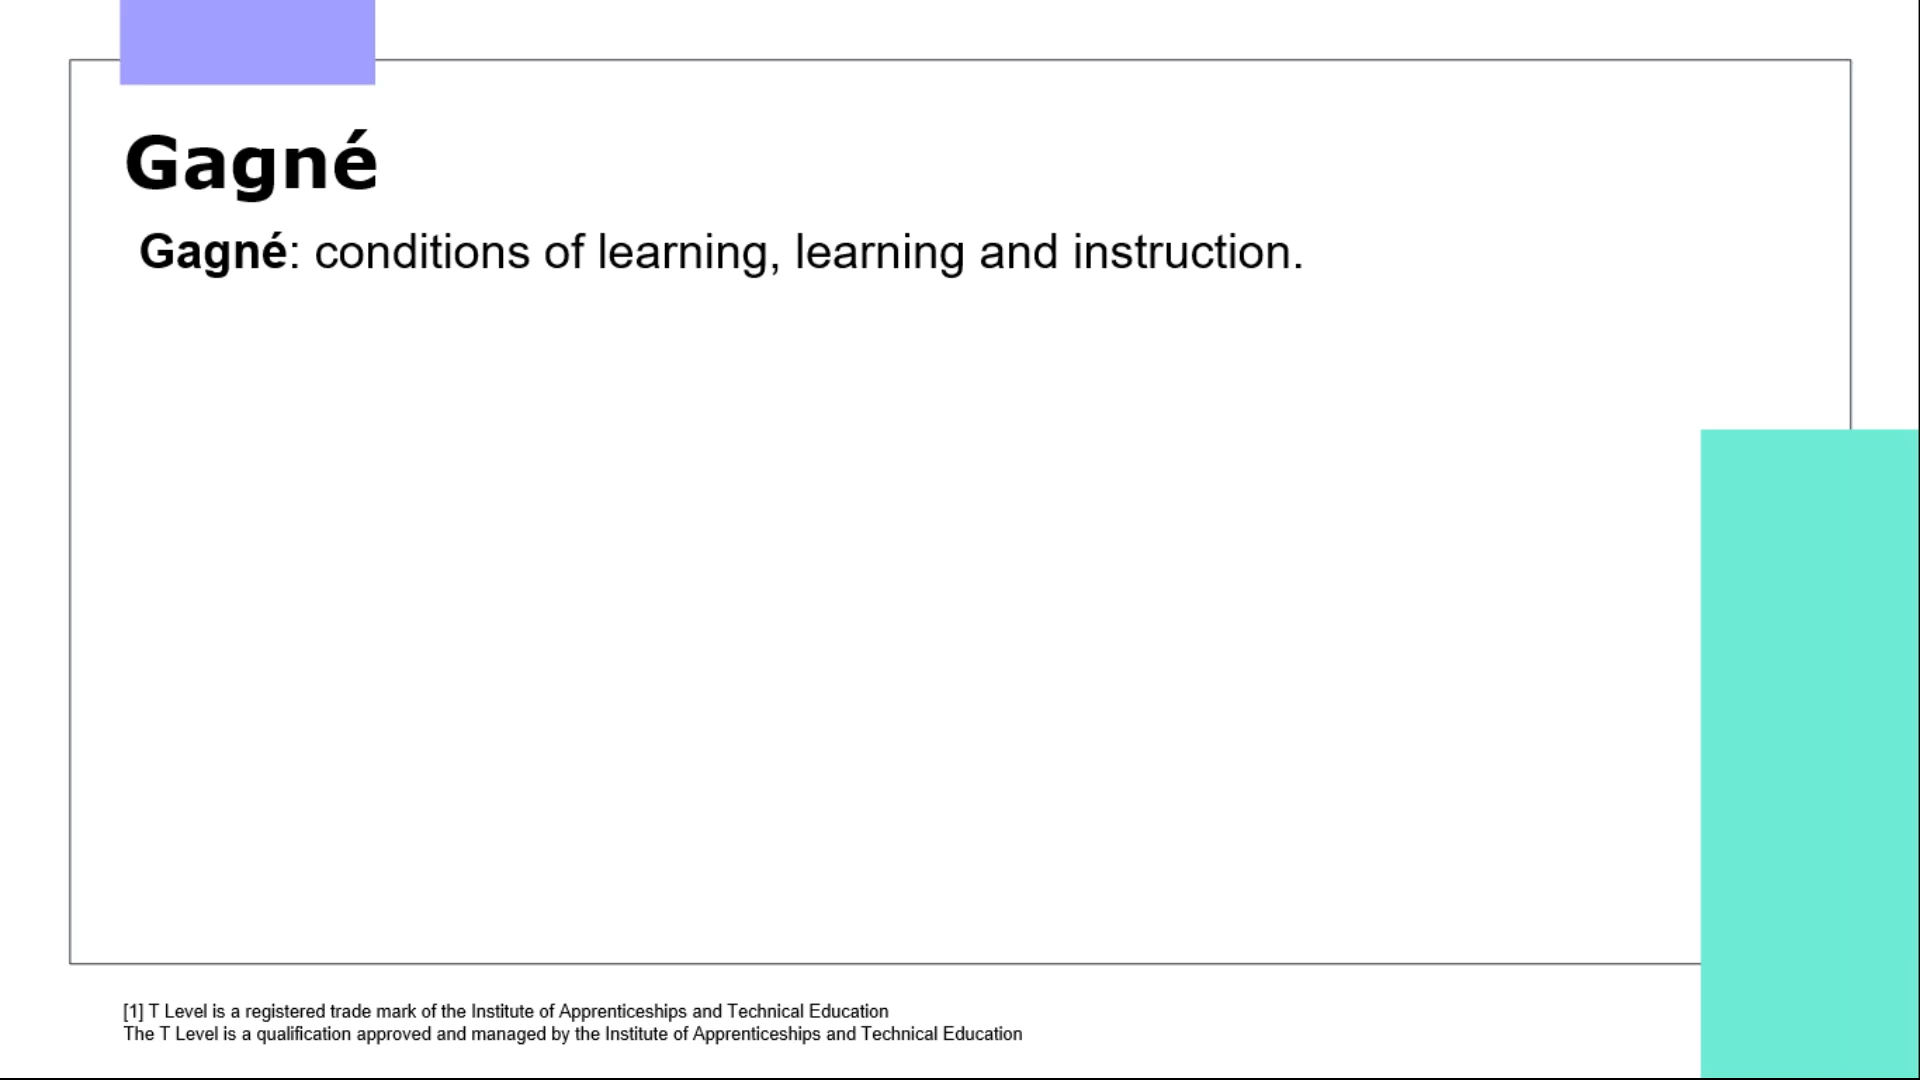 Gagné
Gagné: conditions of learning, learning and instruction.
[1] T Level is a registered trade mark of the Institute of Apprenticeships and Technical Education
The T Level is a qualification approved and managed by the Institute of Apprenticeships and Technical Education